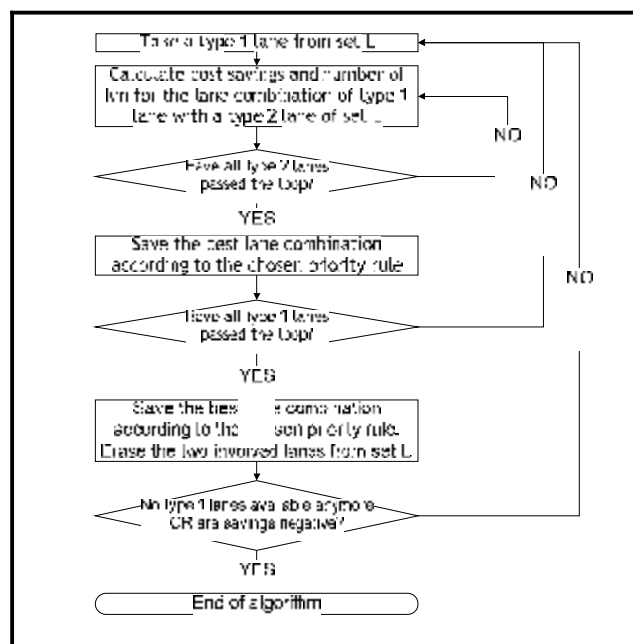 Take a type 1 lane from set L
Calculate cost savings and number of
km for the lane combination of type 1
lane with a type 2 lane of set L
NO
Have all type 2 lanes
passed the loop?
NO
YES
Save the best lane combination
according to the chosen priority rule
NO
Have all type 1 lanes
passed the loop?
YES
Save the combination
according to the priority rule.
Erase the two involved lanes from set L
No type 1 lanes available anymore
OR are savings negative?
YES
End of algorithm